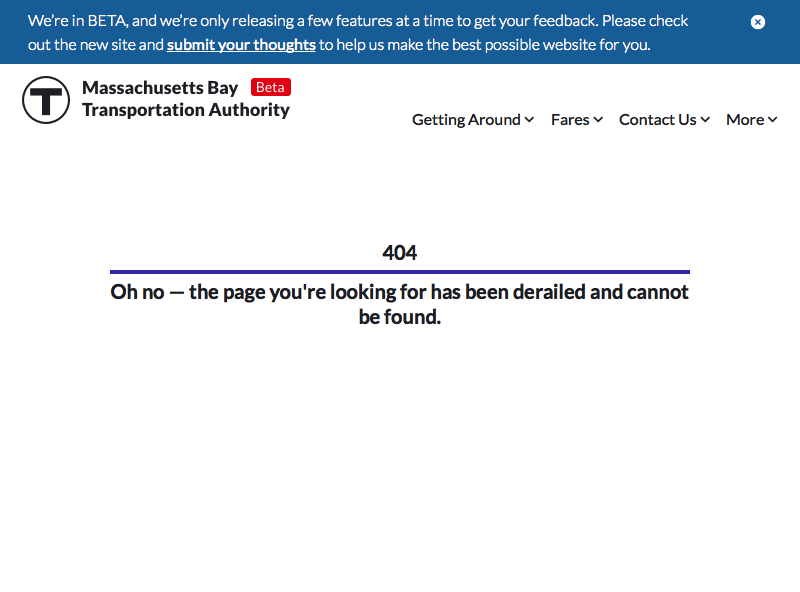 We're in BETA, and we're only releasing a few features at a time to get your feedback. Please check
out the new site and submit your thoughts to help us make the best possible website for you.
T
Massachusetts Bay Beta
Transportation Authority
Getting Around Fares Contact Us More
404
Oh no — the page you're looking for has been derailed and cannot
be found.